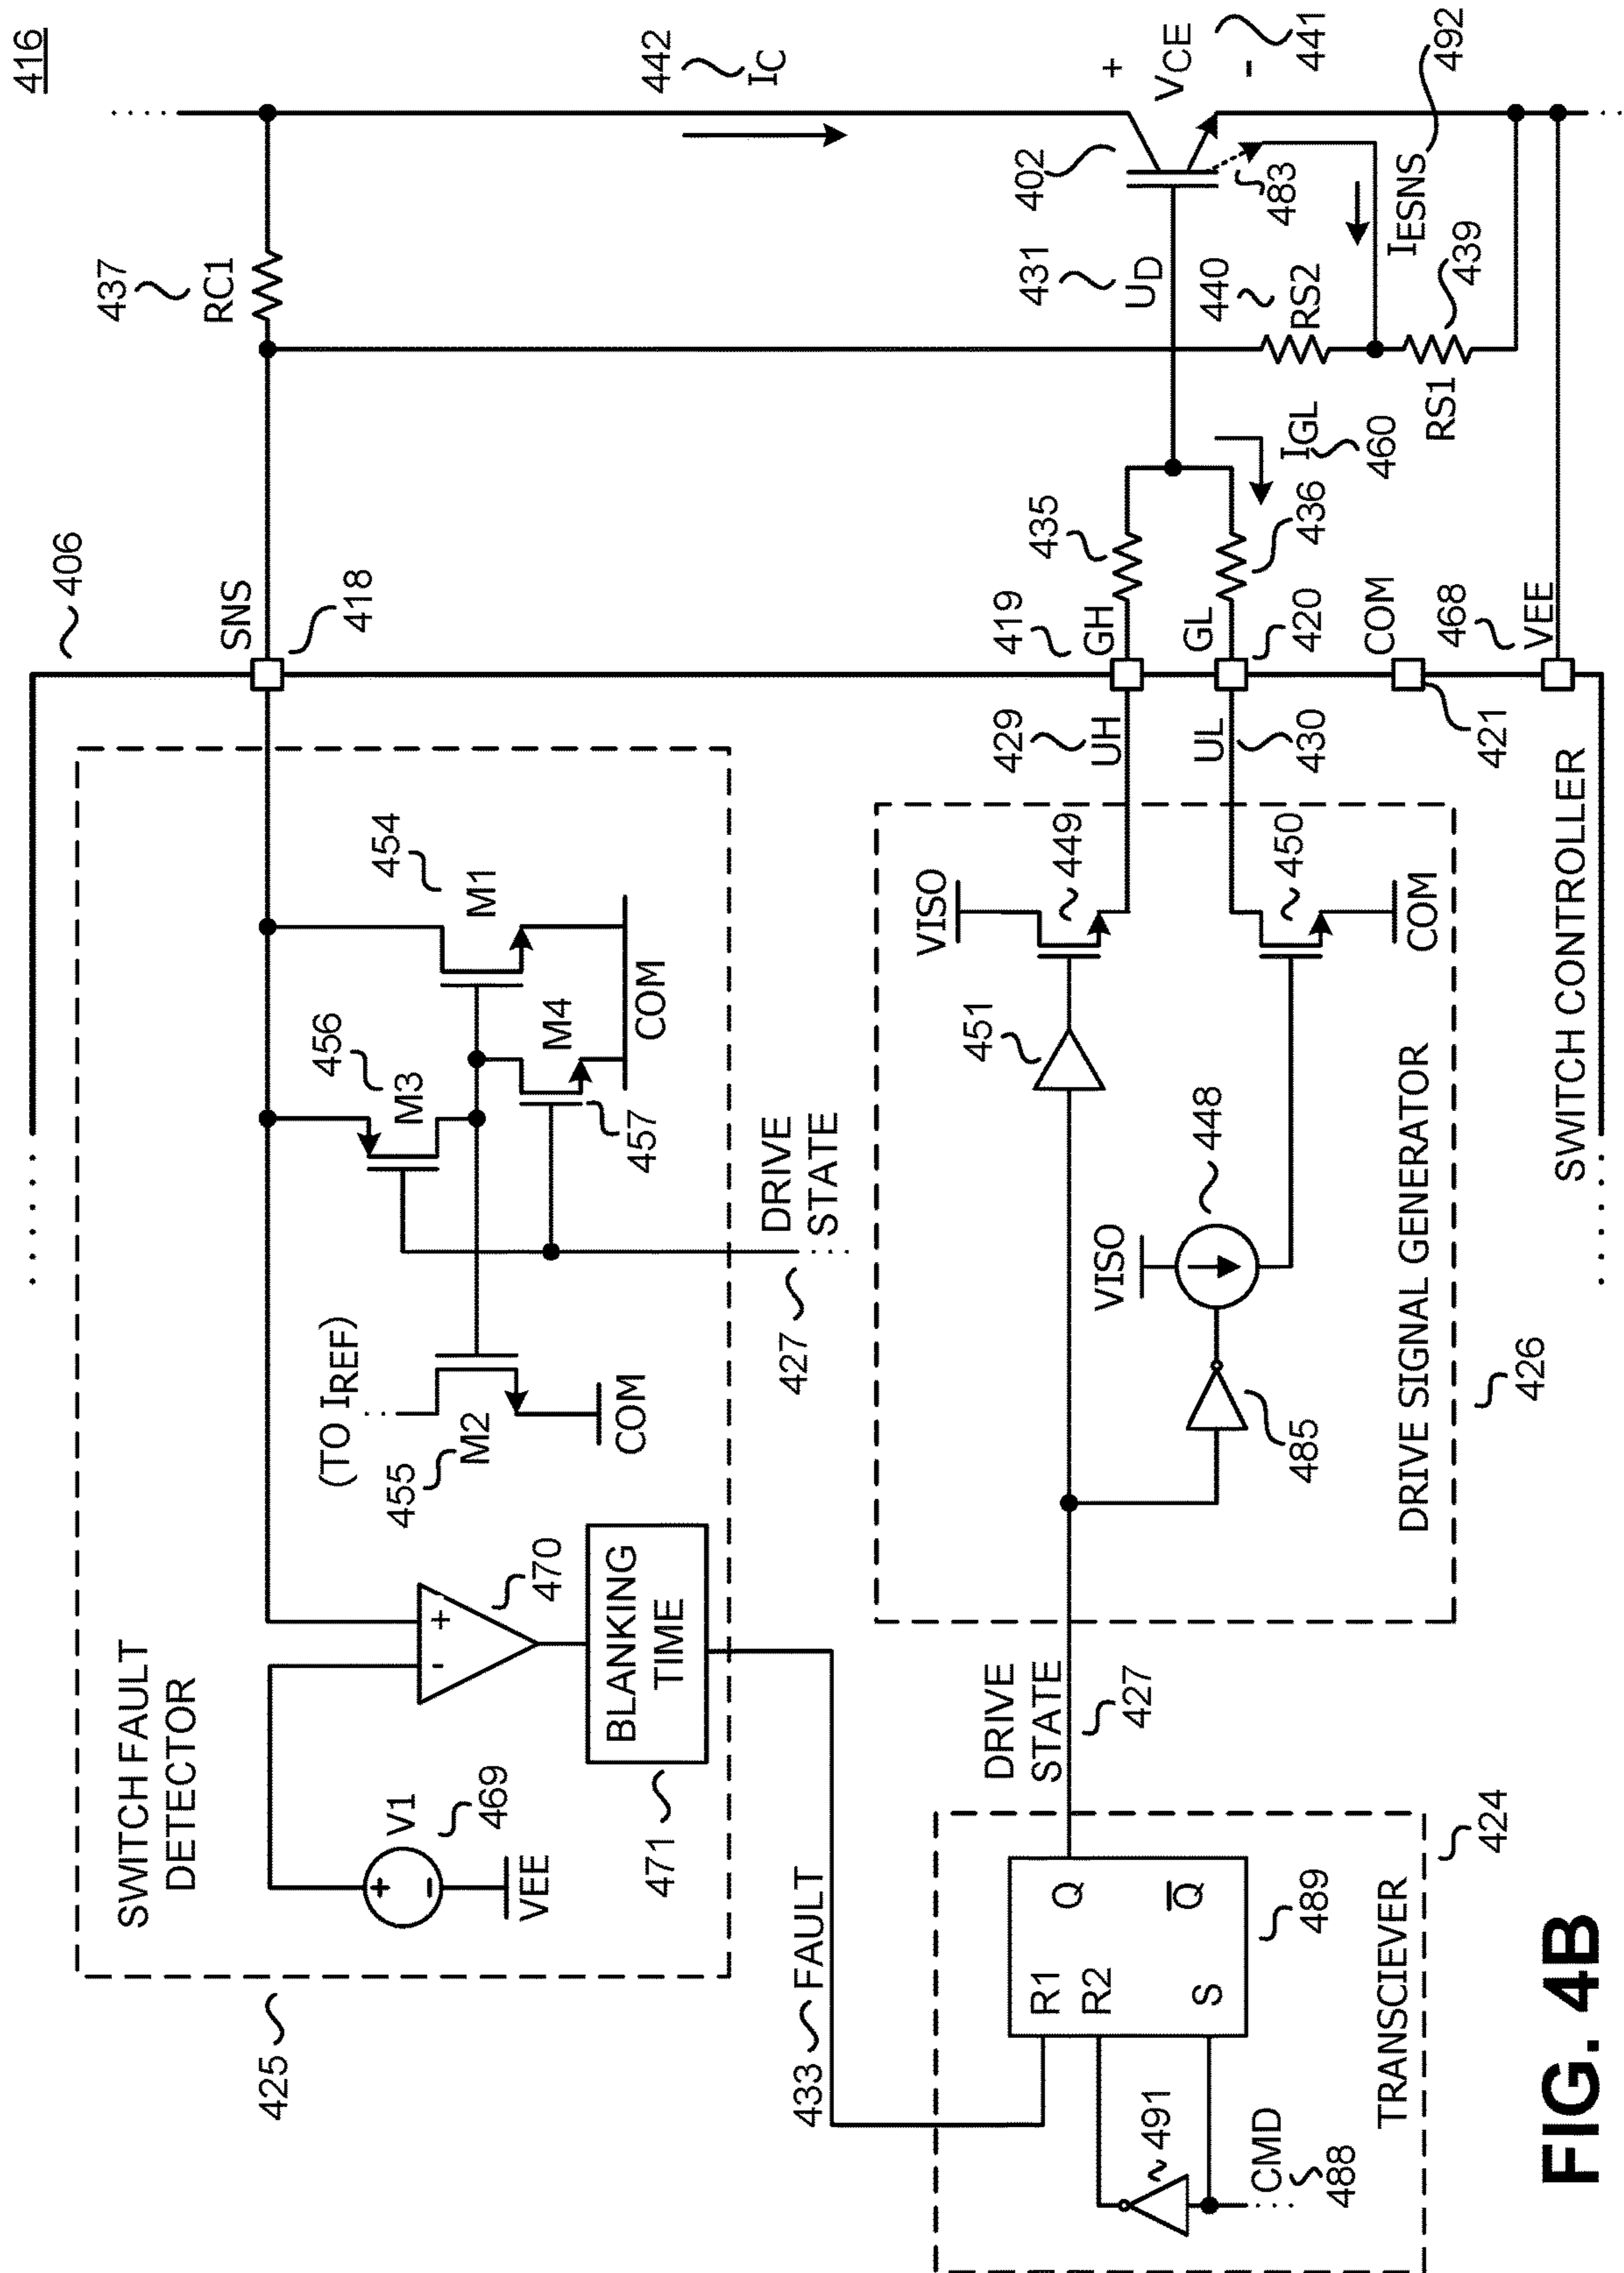 416
SWITCH FAULT
DETECTOR
425
V1
469
VEE
+
-
+
-
470
BLANKING
TIME
471
(TO IREF)
M2
455
COM
456
M3
M4
457
454
M1
COM
DRIVE
STATE
427
406
SNS
418
437
RC1
442
IC
433 FAULT
TRANSCIEVER
424
R1
R2
S
Q
Q
489
491
CMD
488
DRIVE
STATE
427
DRIVE SIGNAL GENERATOR
426
485
VISO
448
451
VISO
449
450
COM
429
UH
UL
430
419
GH
GL
420
COM
421
468
VEE
SWITCH CONTROLLER
435
436
IGL
460
431
UD
440
RS2
RS1
439
IESNS
492
402
483
+
VCE
-
441
FIG. 4B